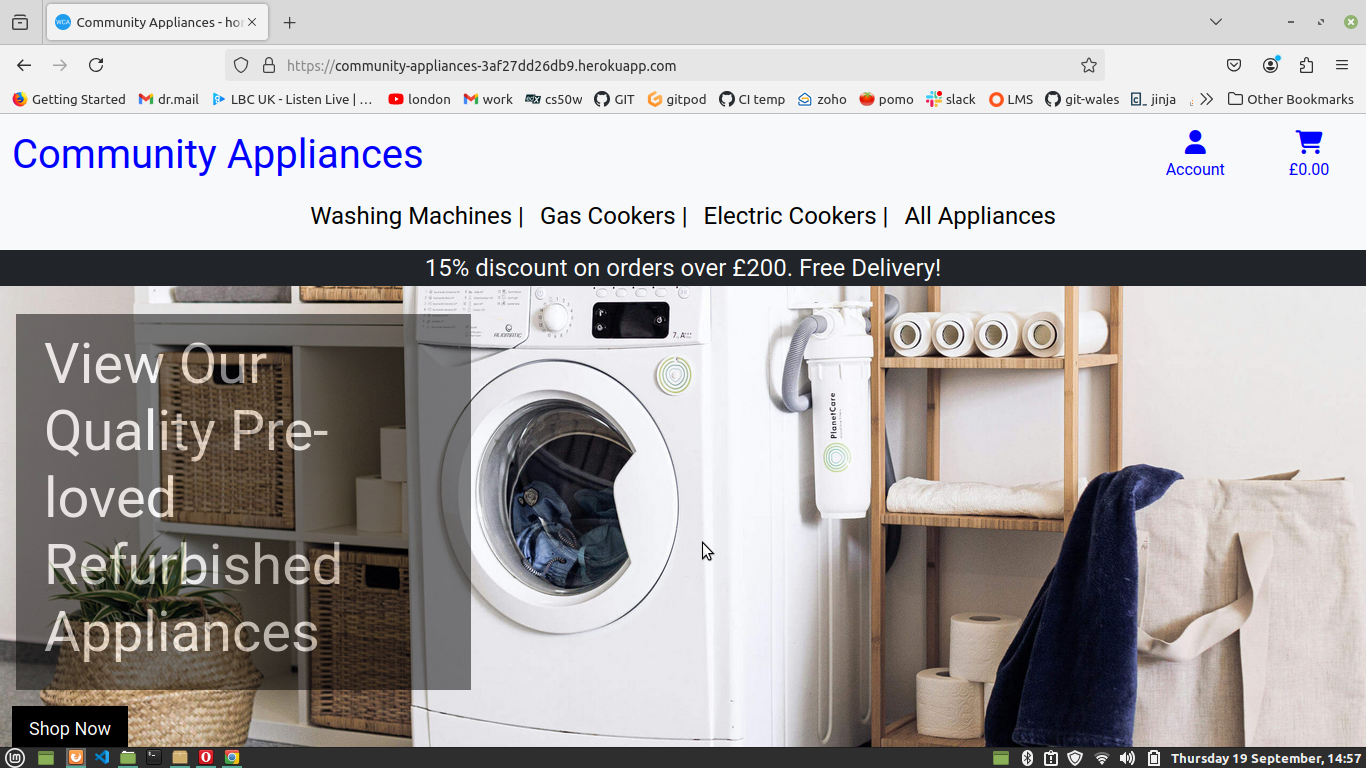 Community Appliances - ho
https://community-appliances-3af27dd26db9.herokuapp.com
Getting Started dr.mail LBC UK - Listen Live | … london work cs50w GIT gitpod CI temp zoho pomo slack LMS git-wales jinja Other Bookmarks
Community Appliances
Account £0.00
Washing Machines | Gas Cookers | Electric Cookers | All Appliances
15% discount on orders over £200. Free Delivery!
View Our
Quality Pre-
loved
Refurbished
Appliances
PlanetCare
Shop Now
Thursday 19 September, 14:57